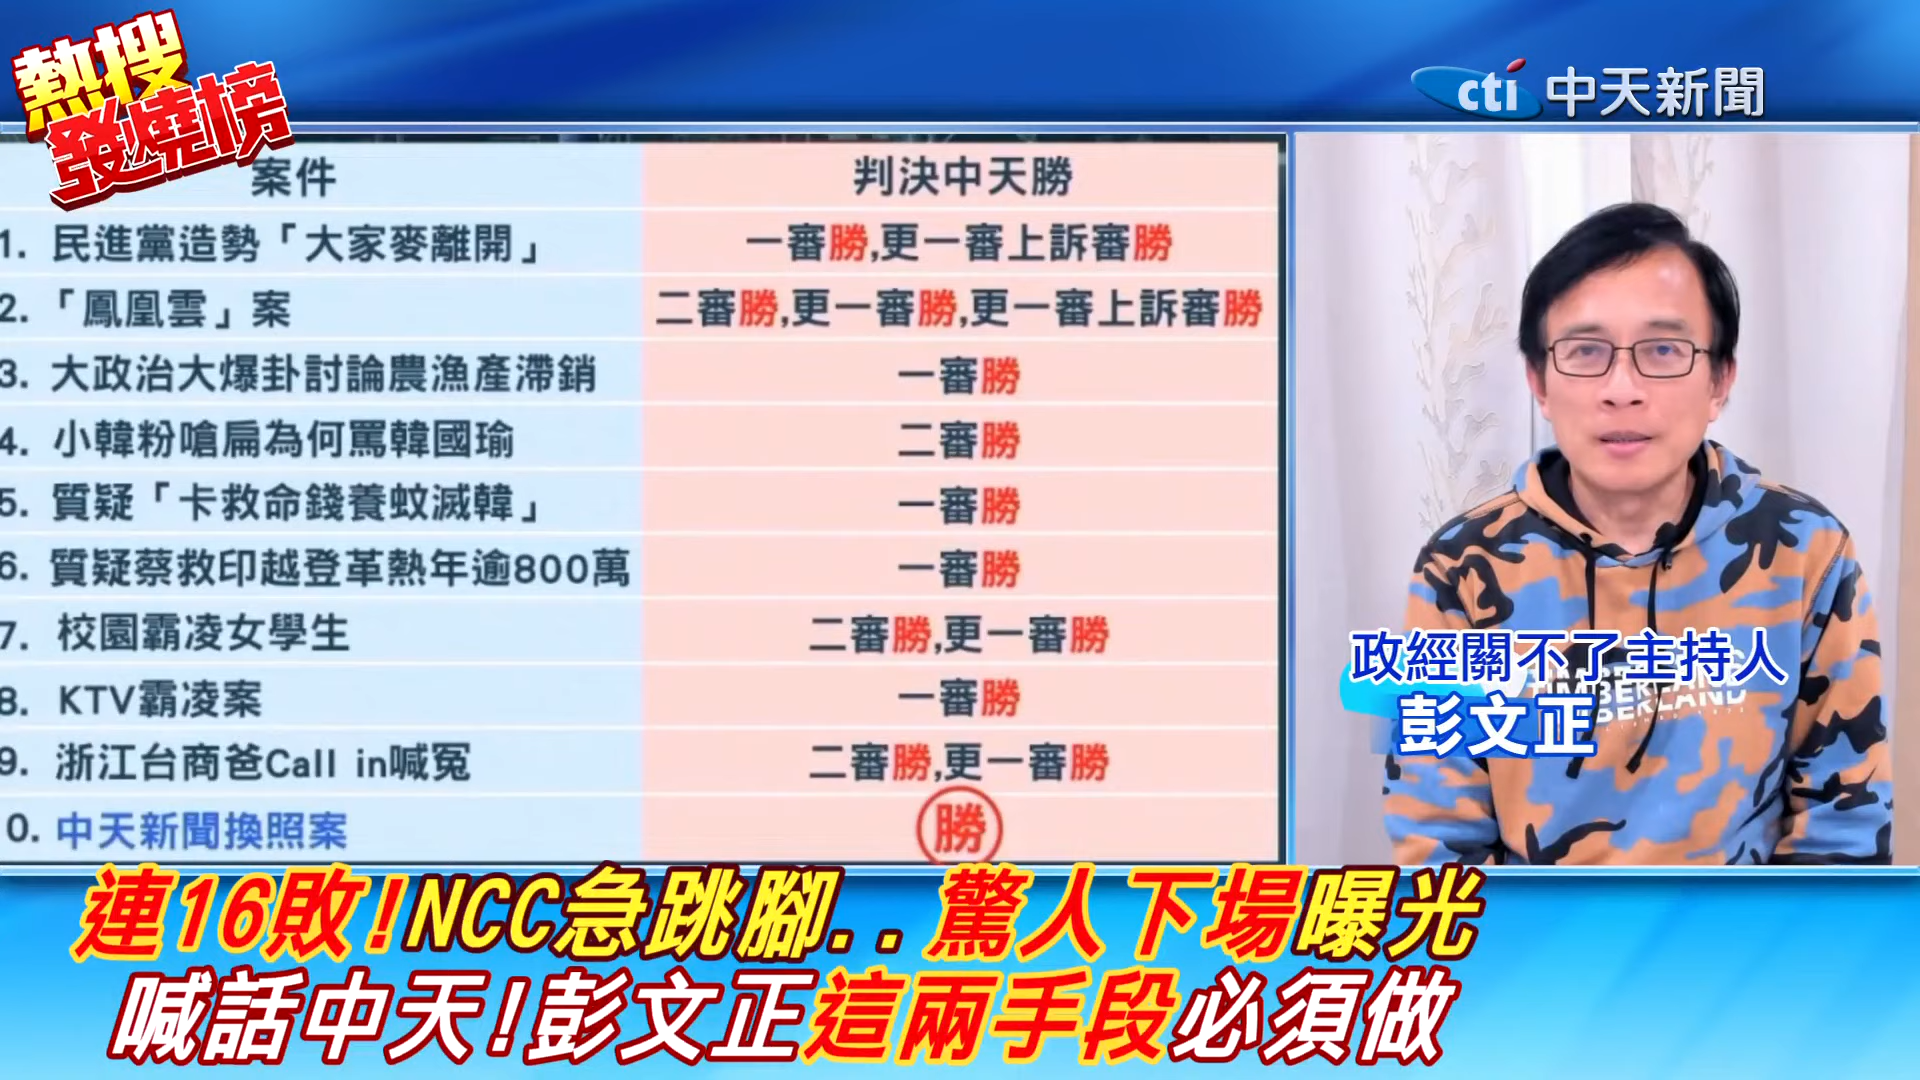 熱搜
發燒榜
cti 中天新聞
案件 判決中天勝
1. 民進黨造勢「大家麥離開」 一審勝,更一審上訴審勝
2. 「鳳凰雲」案 二審勝,更一審勝,更一審上訴審勝
3. 大政治大爆卦討論農漁產滯銷 一審勝
4. 小韓粉嗆扁為何罵韓國瑜 二審勝
5. 質疑「卡救命錢養蚊滅韓」 一審勝
6. 質疑蔡救印越登革熱年逾800萬 一審勝
7. 校園霸凌女學生 二審勝,更一審勝
8. KTV霸凌案 一審勝
9. 浙江台商爸Call in喊冤 二審勝,更一審勝
0. 中天新聞換照案 勝
政經關不了主持人
彭文正
連16敗!NCC急跳腳..驚人下場曝光
喊話中天!彭文正這兩手段必須做